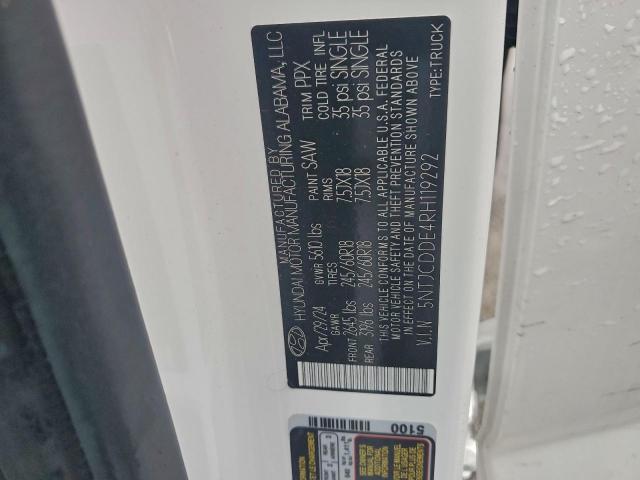 MANUFACTURED BY
HYUNDAI MOTOR MANUFACTURING ALABAMA, LLC
Apr/29/24 GVWR 5610 lbs PAINT SAW TRIM PPX
GAWR TIRES RIMS COLD TIRE INFL
FRONT 2645 lbs 245/60R18 7.5JX18 35 psi SINGLE
REAR 3396 lbs 245/60R18 7.5JX18 35 psi SINGLE
THIS VEHICLE CONFORMS TO ALL APPLICABLE U.S.A. FEDERAL
MOTOR VEHICLE SAFETY AND THEFT PREVENTION STANDARDS
IN EFFECT ON THE DATE OF MANUFACTURE SHOWN ABOVE
V.I.N 5NTJCDDE4RH119292 TYPE:TRUCK
5100